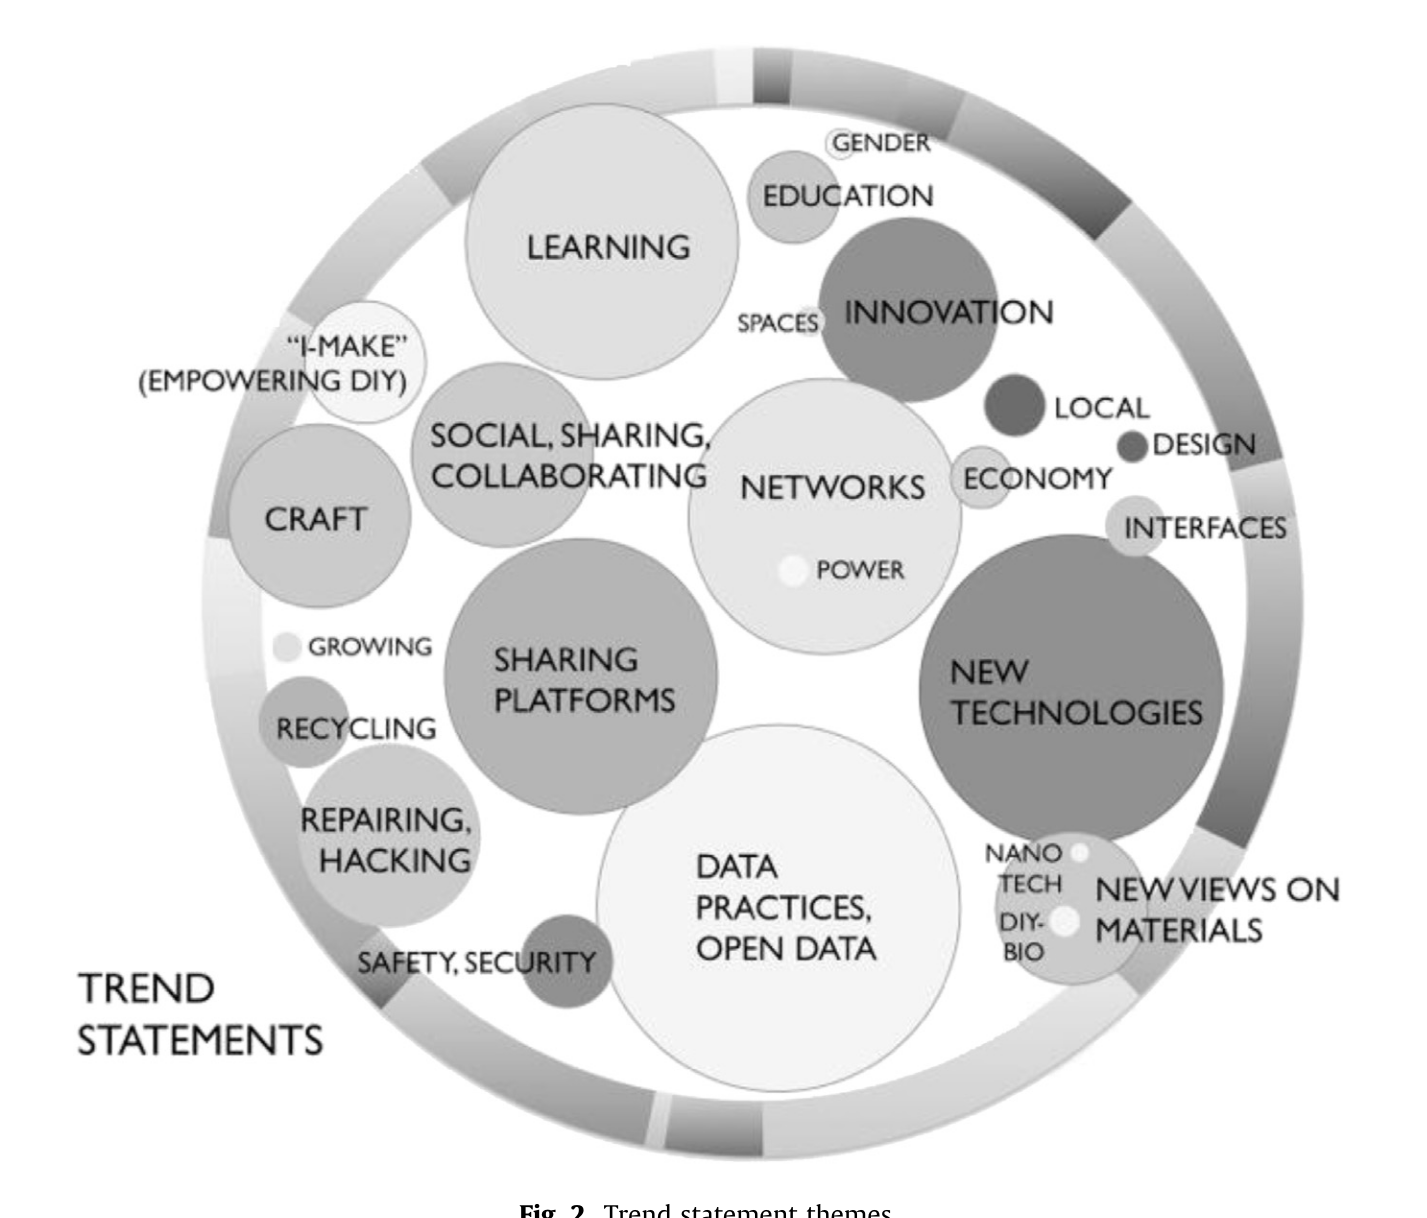 GENDER
EDUCATION
LEARNING
INNOVATION
SPACES
"I-MAKE"
(EMPOWERING DIY)
LOCAL
SOCIAL, SHARING,
COLLABORATING
DESIGN
NETWORKS
ECONOMY
CRAFT
INTERFACES
POWER
GROWING
SHARING
PLATFORMS
NEW
TECHNOLOGIES
RECYCLING
REPAIRING,
HACKING
DATA
PRACTICES,
OPEN DATA
NANO
TECH
DIY-
BIO
NEW VIEWS ON
MATERIALS
SAFETY, SECURITY
TREND
STATEMENTS
Fig. 2. Trend statement themes